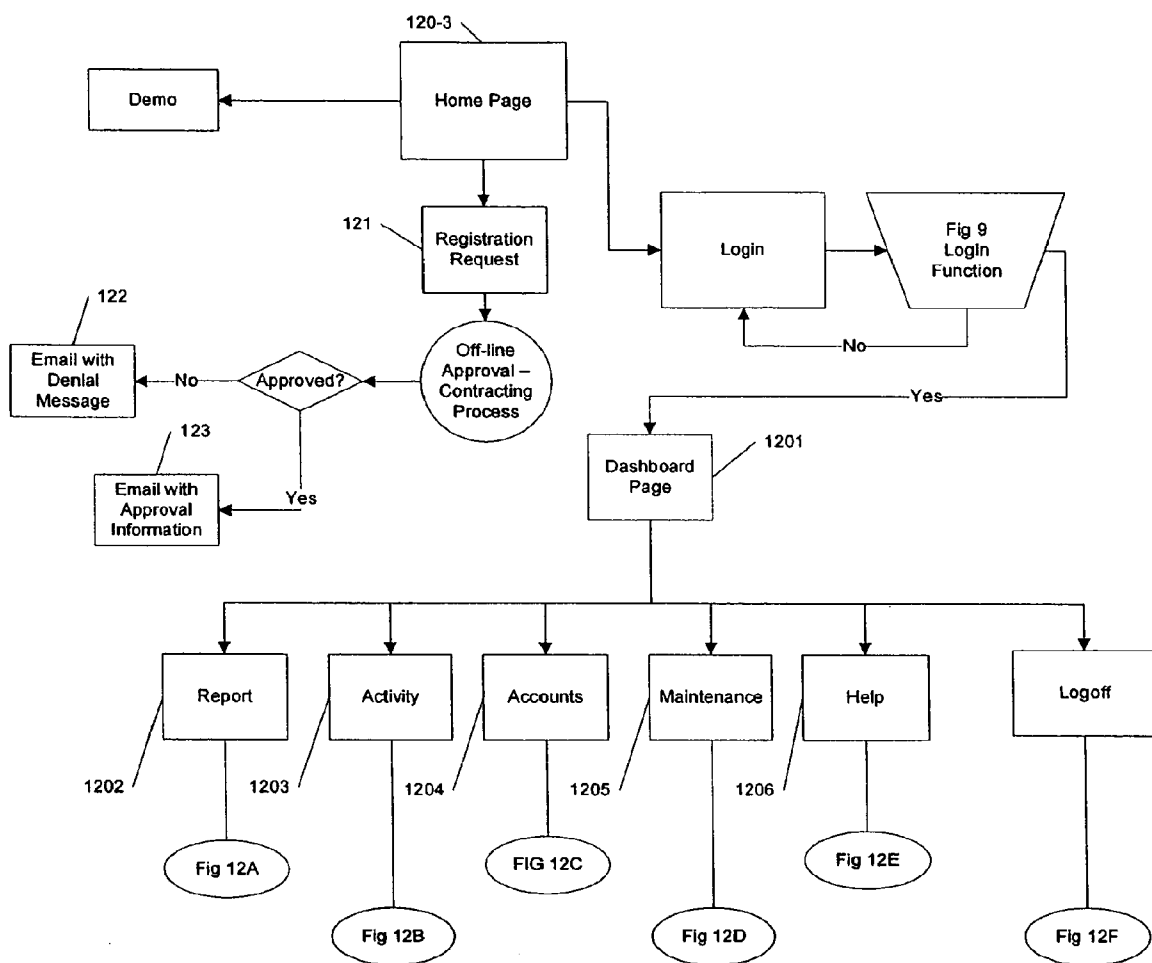 120-3
Demo
Home Page
121
Registration
Request
Login
Fig 9
LogIn
Function
122
Email with
Denial
Message
No
Approved?
Off-line
Approval –
Contracting
Process
No
Yes
123
Email with
Approval
Information
Yes
1201
Dashboard
Page
Report
Activity
Accounts
Maintenance
Help
Logoff
1202
1203
1204
1205
1206
Fig 12A
FIG 12C
Fig 12E
Fig 12B
Fig 12D
Fig 12F